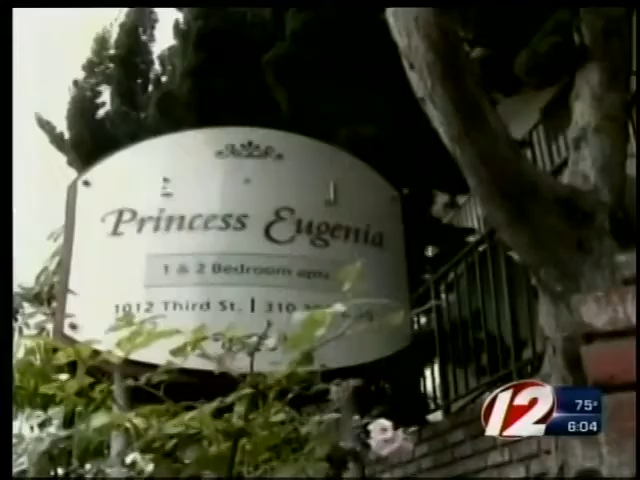 Princess Eugenia
1 & 2 Bedroom apts
1012 Third St. | 310
12
75°
6:04